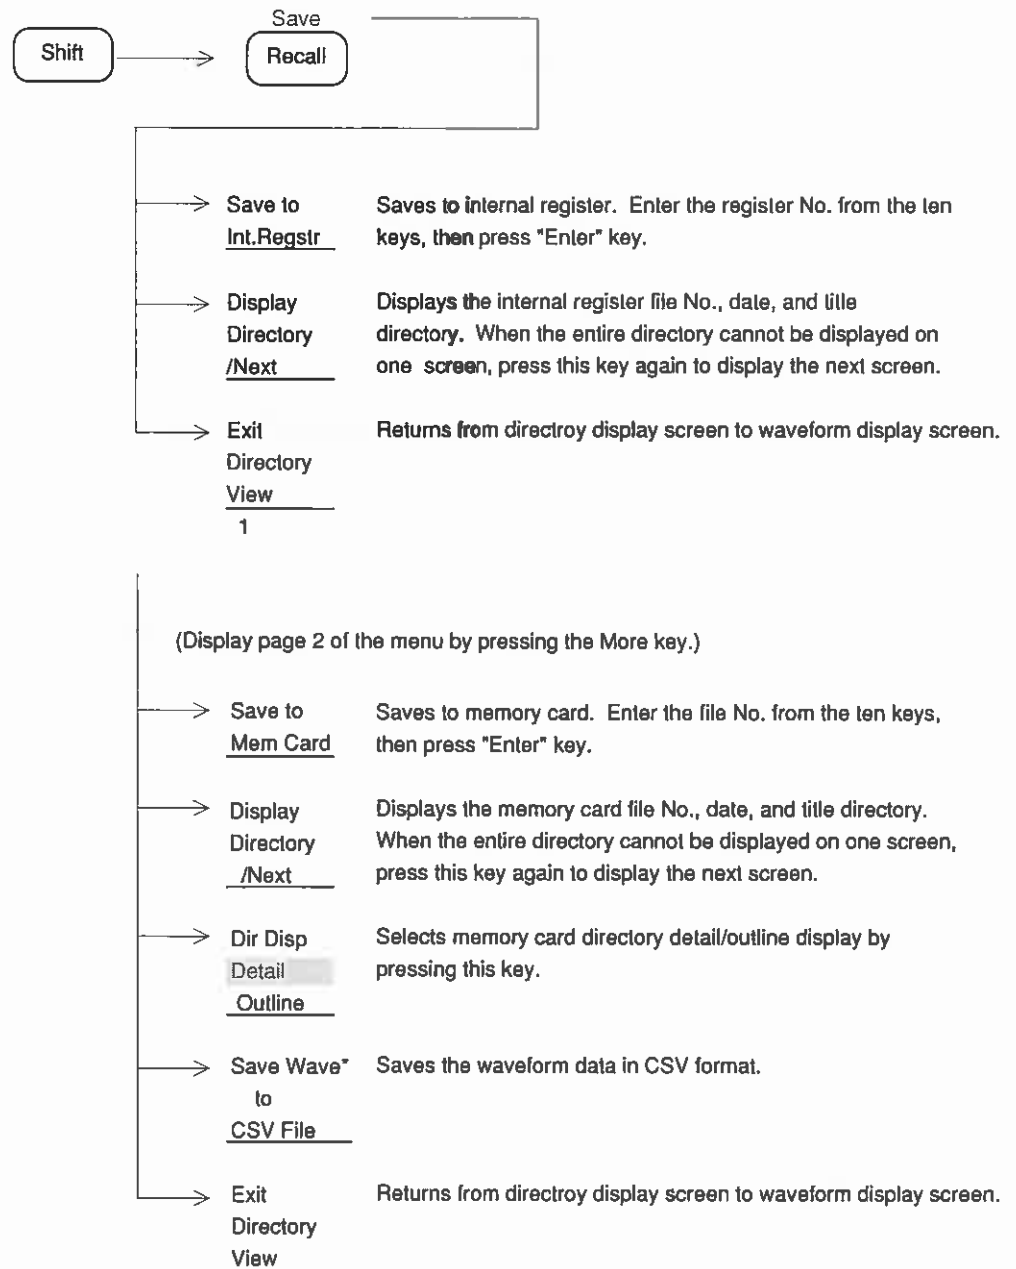 Save
Shift
Recall
Save to
Int.Regstr
Saves to internal register. Enter the register No. from the ten
keys, then press "Enter" key.
Display
Directory
/Next
Displays the internal register file No., date, and title
directory. When the entire directory cannot be displayed on
one screen, press this key again to display the next screen.
Exit
Directory
View
1
Returns from directroy display screen to waveform display screen.
(Display page 2 of the menu by pressing the More key.)
Save to
Mem Card
Saves to memory card. Enter the file No. from the ten keys,
then press "Enter" key.
Display
Directory
/Next
Displays the memory card file No., date, and title directory.
When the entire directory cannot be displayed on one screen,
press this key again to display the next screen.
Dir Disp
Detail
Outline
Selects memory card directory detail/outline display by
pressing this key.
Save Wave*
to
CSV File
Saves the waveform data in CSV format.
Exit
Directory
View
Returns from directroy display screen to waveform display screen.